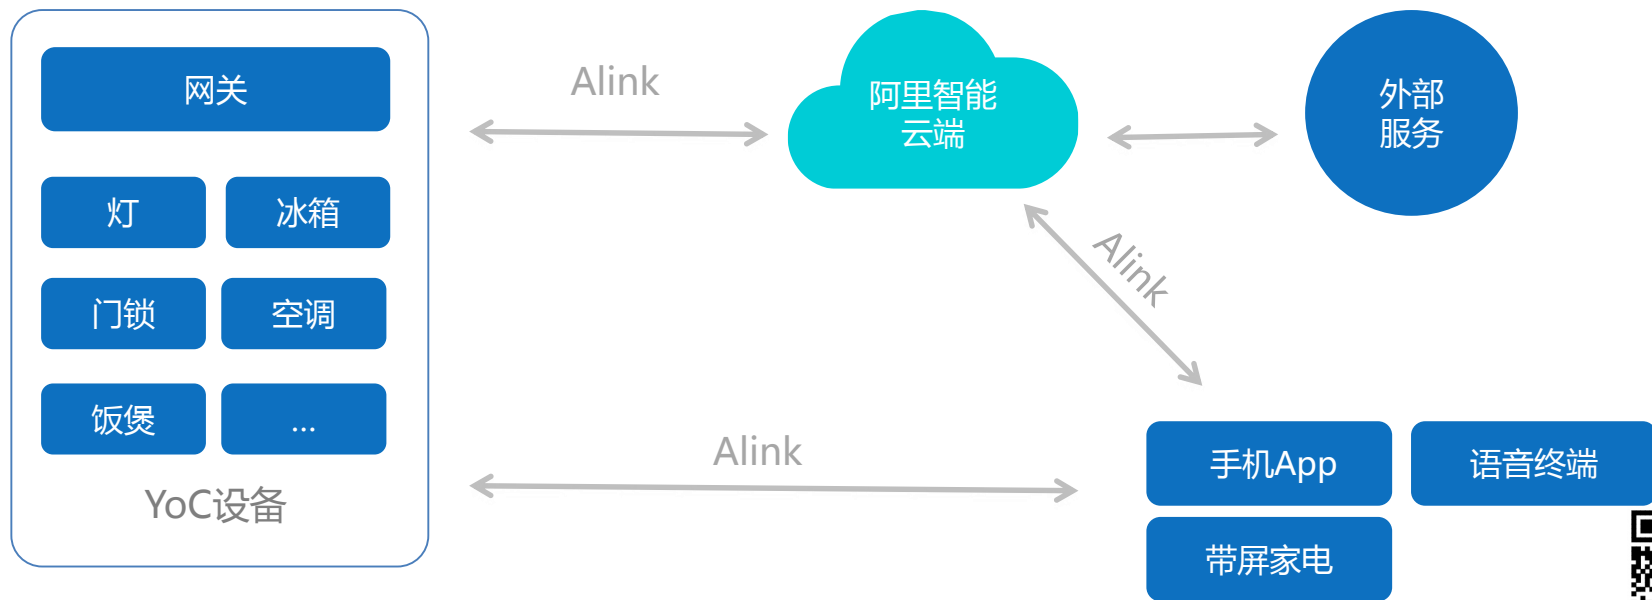 网关
灯
冰箱
门锁
空调
饭煲
...
YoC设备
Alink
阿里智能
云端
外部
服务
Alink
Alink
手机App
语音终端
带屏家电